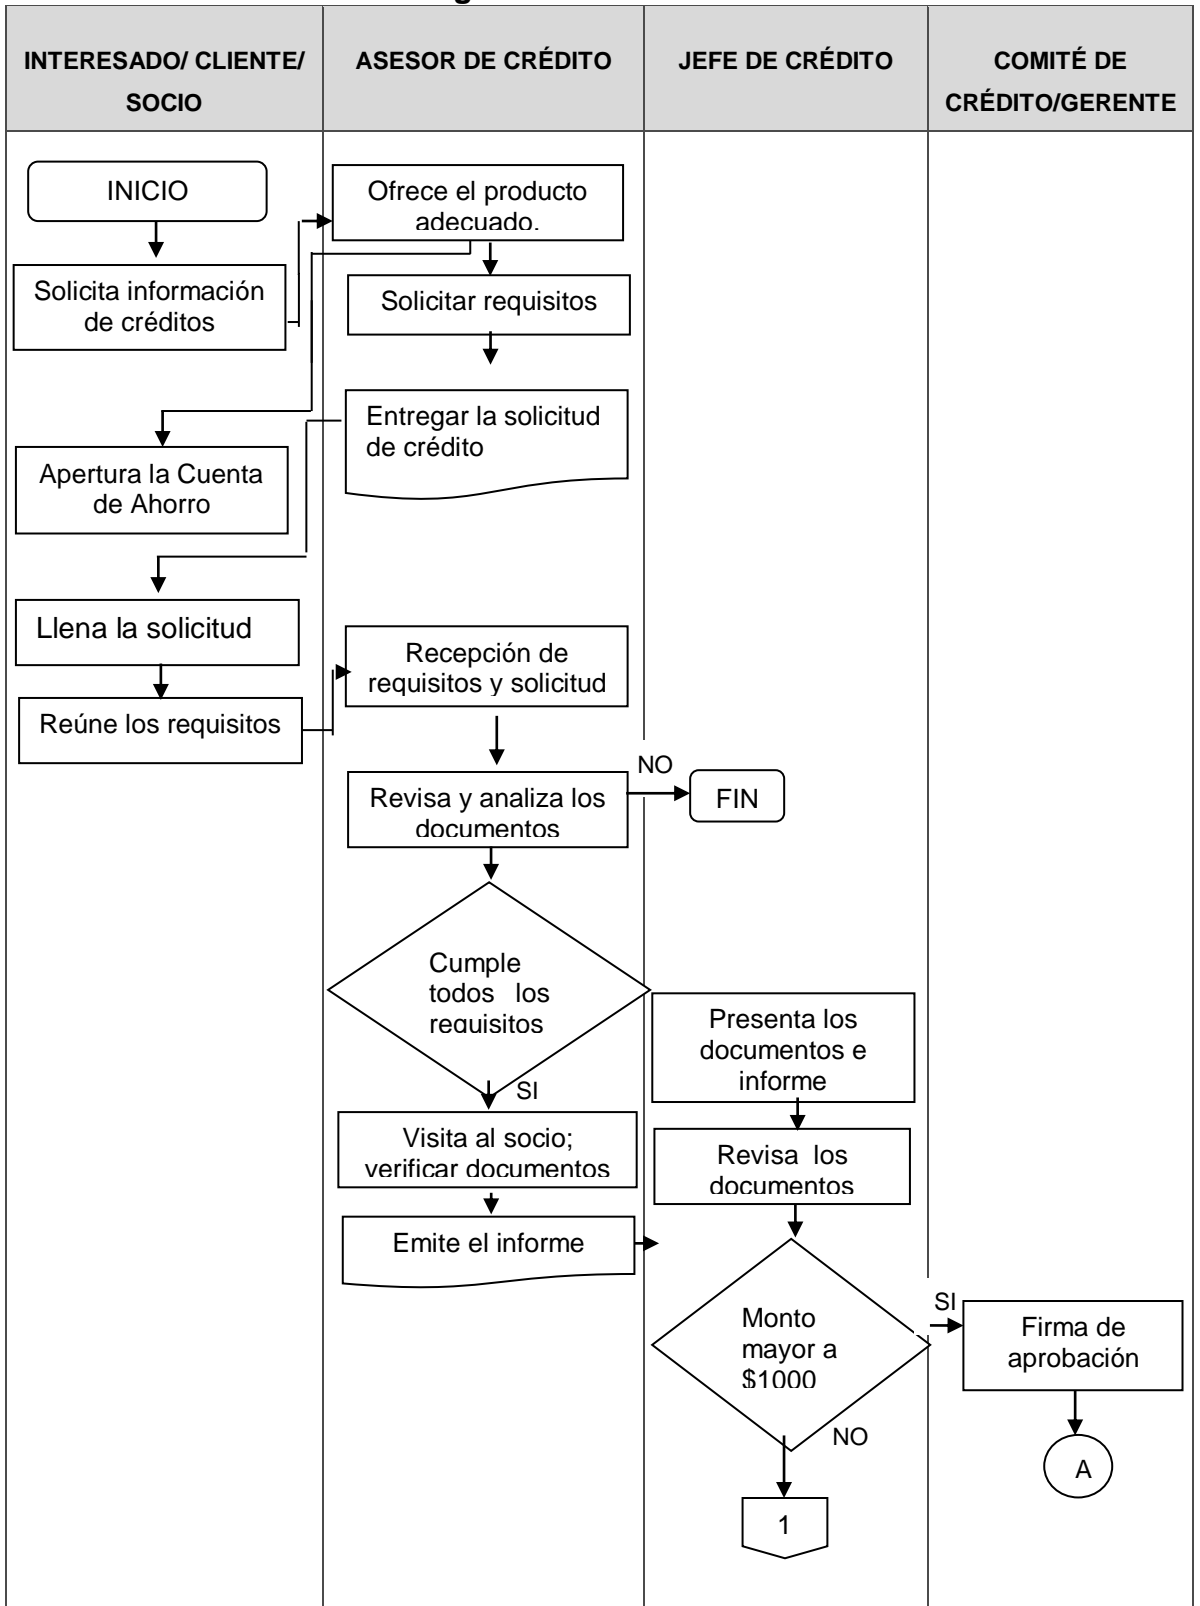 INTERESADO/ CLIENTE/
SOCIO
ASESOR DE CRÉDITO
JEFE DE CRÉDITO
COMITÉ DE
CRÉDITO/GERENTE
INICIO
Ofrece el producto
adecuado.
Solicita información
de créditos
Solicitar requisitos
Entregar la solicitud
de crédito
Apertura la Cuenta
de Ahorro
Llena la solicitud
Recepción de
requisitos y solicitud
Reúne los requisitos
NO
Revisa y analiza los
documentos
FIN
Cumple
todos los
requisitos
Presenta los
documentos e
informe
SI
Visita al socio;
verificar documentos
Revisa los
documentos
Emite el informe
Monto
mayor a
$1000
SI
Firma de
aprobación
NO
A
1